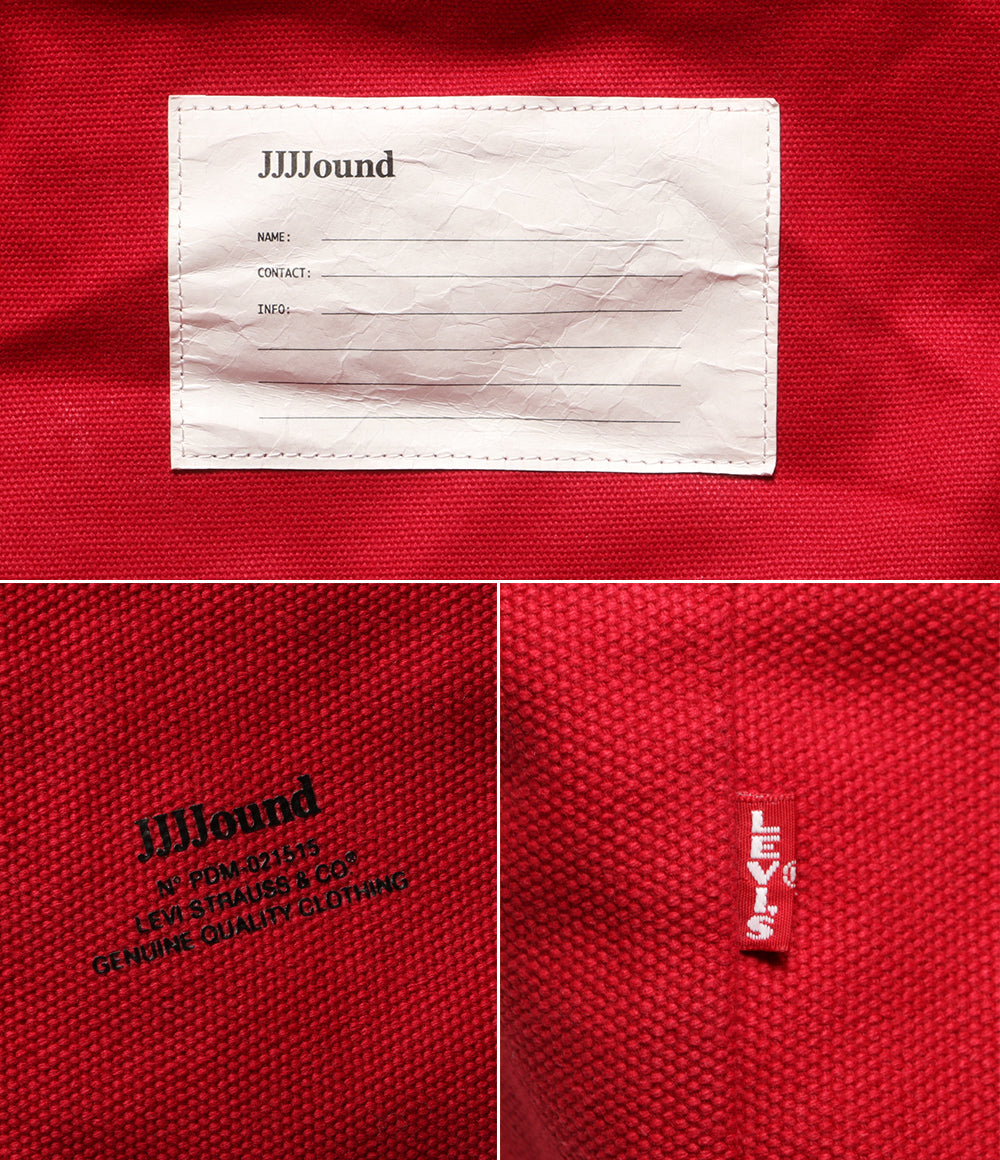 JJJJound
NAME:
CONTACT:
INFO:
JJJJound
Nº PDM-021515
LEVI STRAUSS & CO®
GENUINE QUALITY CLOTHING
LEVI'S